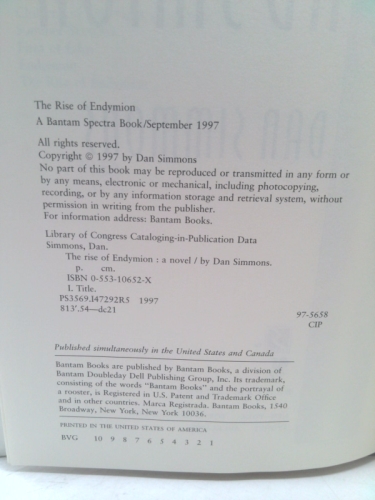 The Rise of Endymion
A Bantam Spectra Book/September 1997
All rights reserved.
Copyright © 1997 by Dan Simmons
No part of this book may be reproduced or transmitted in any form or
by any means, electronic or mechanical, including photocopying,
recording, or by any information storage and retrieval system, without
permission in writing from the publisher.
For information address: Bantam Books.
Library of Congress Cataloging-in-Publication Data
Simmons, Dan.
The rise of Endymion : a novel / by Dan Simmons.
p. cm.
ISBN 0-553-10652-X
I. Title.
PS3569.I47292R5 1997
813'.54—dc21 97-5658
CIP
Published simultaneously in the United States and Canada
Bantam Books are published by Bantam Books, a division of
Bantam Doubleday Dell Publishing Group, Inc. Its trademark,
consisting of the words "Bantam Books" and the portrayal of
a rooster, is Registered in U.S. Patent and Trademark Office
and in other countries. Marca Registrada. Bantam Books, 1540
Broadway, New York, New York 10036.
PRINTED IN THE UNITED STATES OF AMERICA
BVG 10 9 8 7 6 5 4 3 2 1